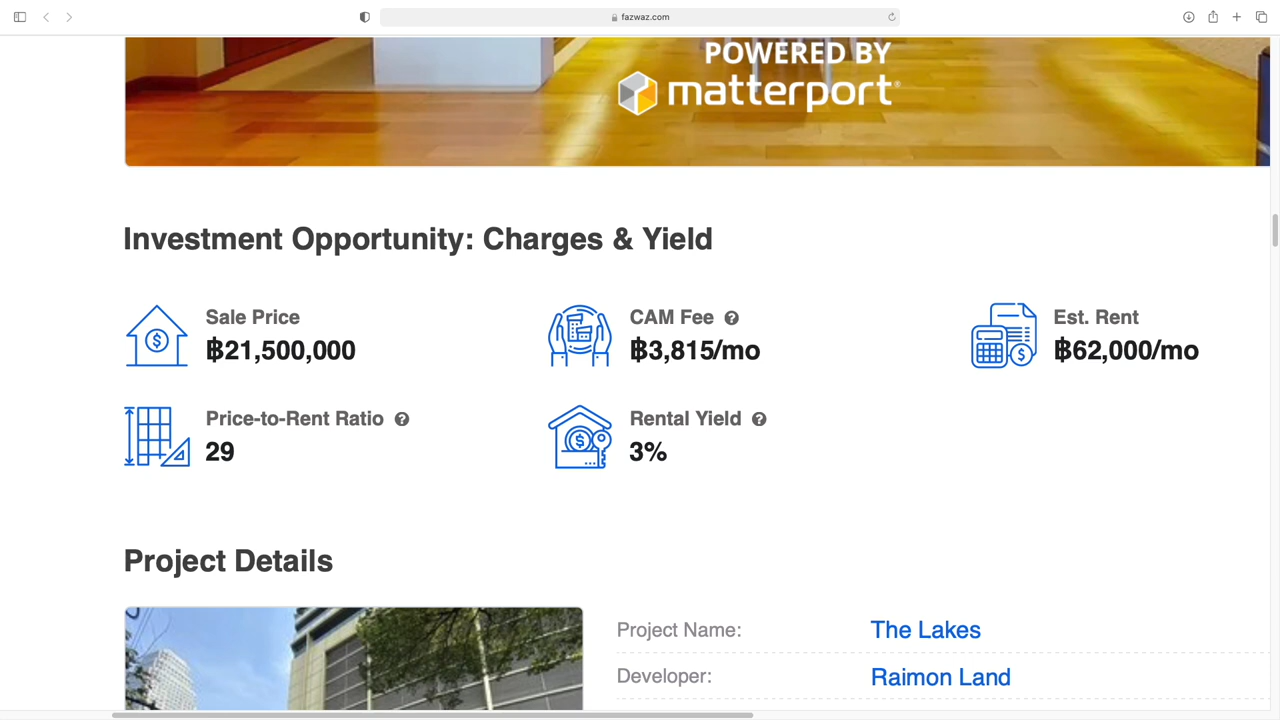 fazwaz.com
POWERED BY
matterport®
Investment Opportunity: Charges & Yield
Sale Price
฿21,500,000
CAM Fee
฿3,815/mo
Est. Rent
฿62,000/mo
Price-to-Rent Ratio
29
Rental Yield
3%
Project Details
Project Name: The Lakes
Developer: Raimon Land